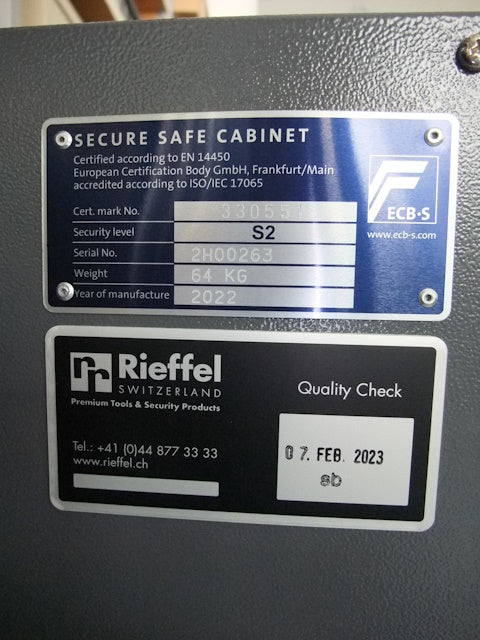 SECURE SAFE CABINET
Certified according to EN 14450
European Certification Body GmbH, Frankfurt/Main
accredited according to ISO/IEC 17065
Cert. mark No. 330551
Security level S2
Serial No. 2H00263
Weight 64 KG
Year of manufacture 2022
ECB•S
www.ecb-s.com
Rieffel
SWITZERLAND
Premium Tools & Security Products
Quality Check
Tel.: +41 (0)44 877 33 33
www.rieffel.ch
07. FEB. 2023
sb